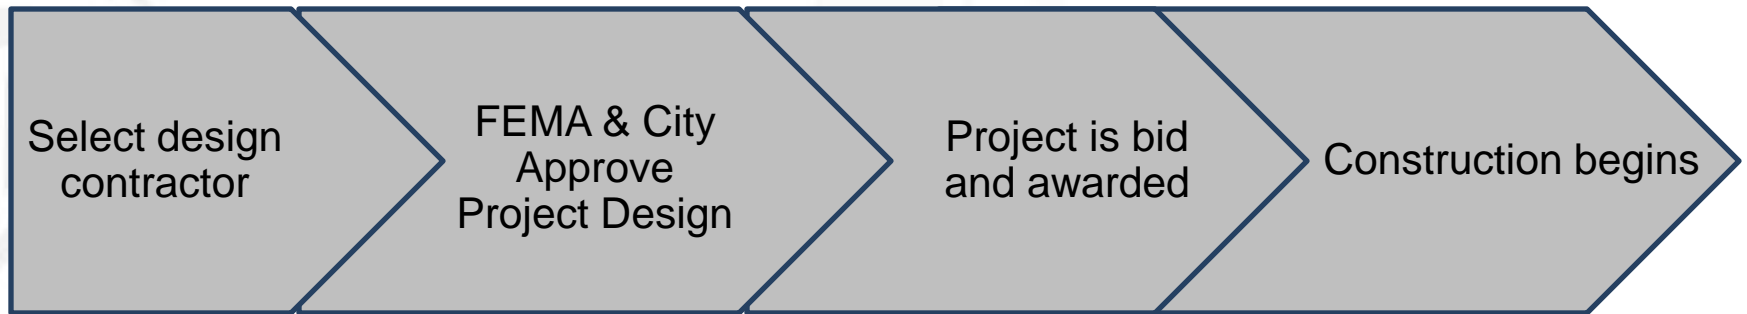 Select design
contractor
FEMA & City
Approve
Project Design
Project is bid
and awarded
Construction begins